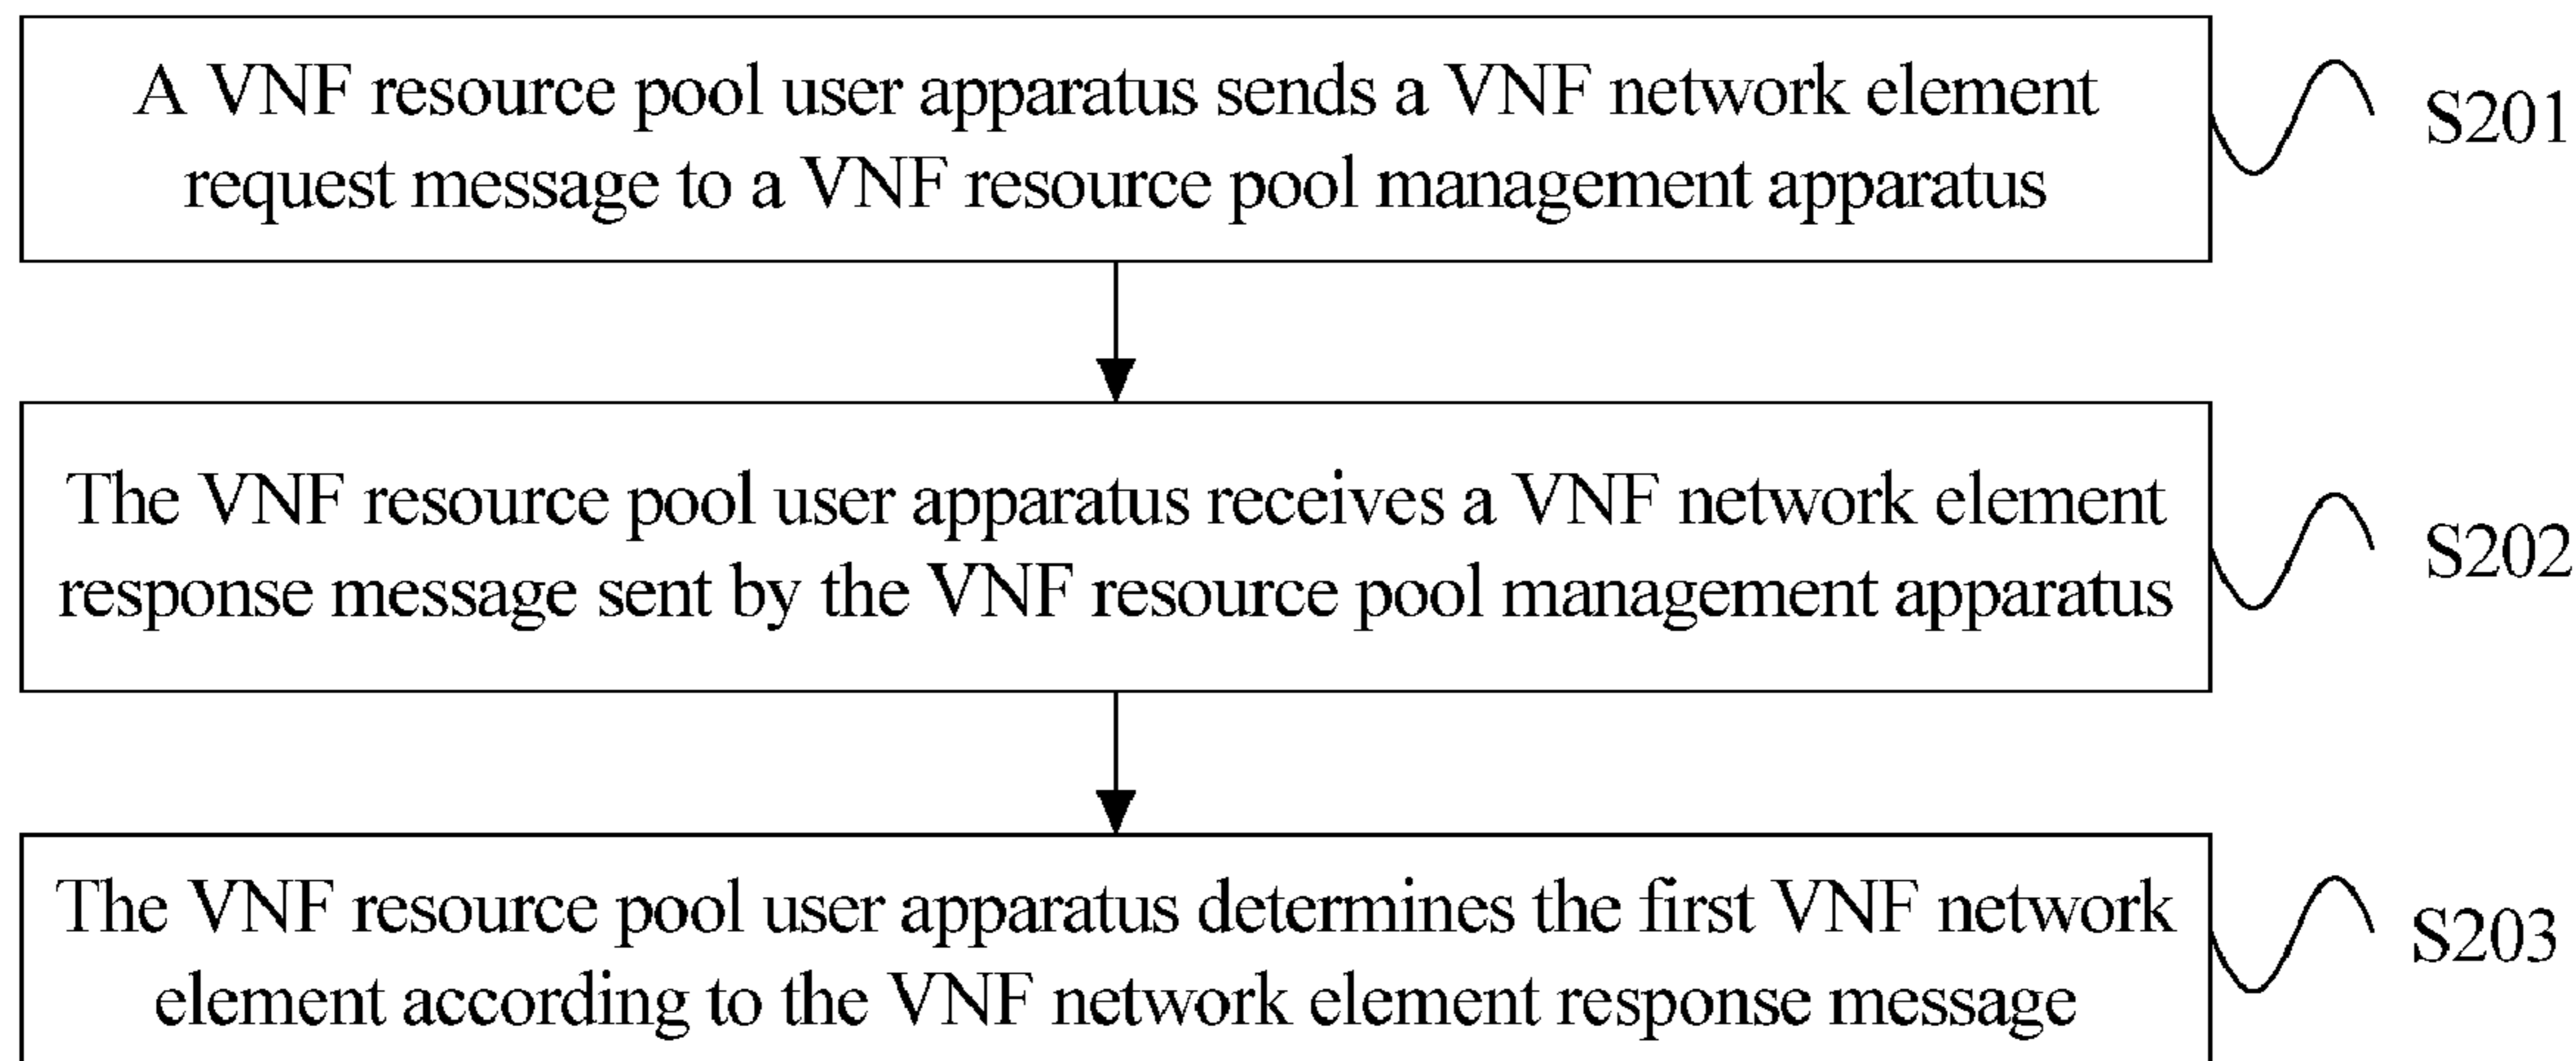 A VNF resource pool user apparatus sends a VNF network element
request message to a VNF resource pool management apparatus
S201
The VNF resource pool user apparatus receives a VNF network element
response message sent by the VNF resource pool management apparatus
S202
The VNF resource pool user apparatus determines the first VNF network
element according to the VNF network element response message
S203